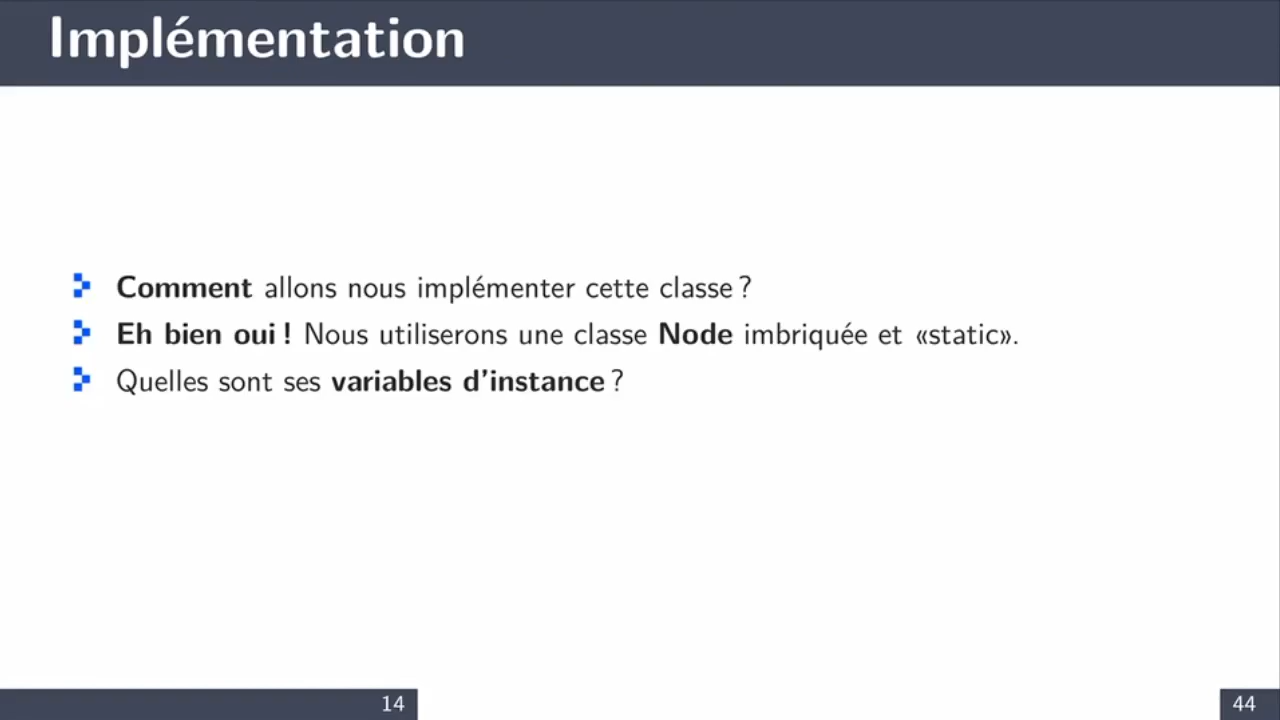 Implémentation
Comment allons nous implémenter cette classe ?
Eh bien oui ! Nous utiliserons une classe Node imbriquée et «static».
Quelles sont ses variables d'instance ?
14
44